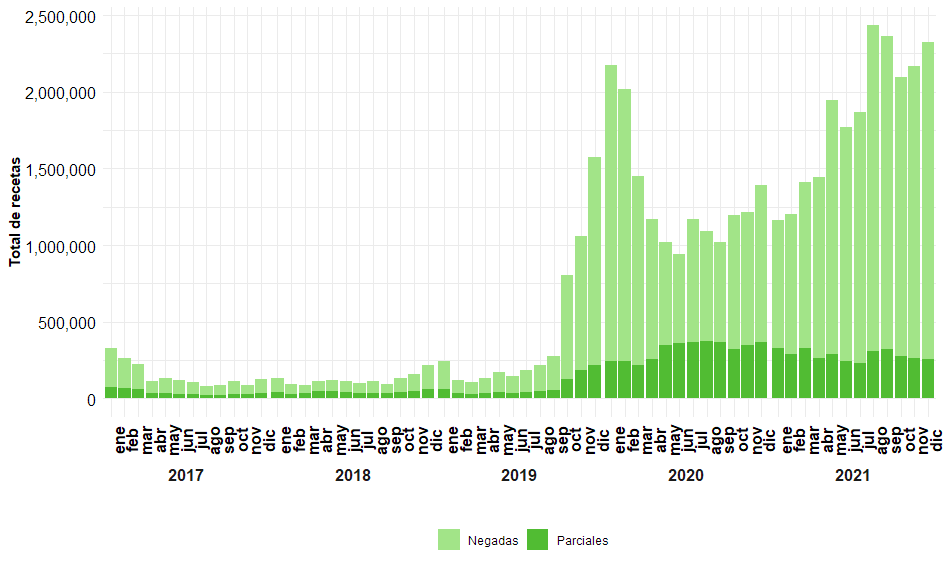 2,500,000
2,000,000
1,500,000
1,000,000
500,000
0
Total de recetas
ene feb mar abr may jun jul ago sep oct nov dic ene feb mar abr may jun jul ago sep oct nov dic ene feb mar abr may jun jul ago sep oct nov dic ene feb mar abr may jun jul ago sep oct nov dic ene feb mar abr may jun jul ago sep oct nov dic
2017 2018 2019 2020 2021
Negadas Parciales